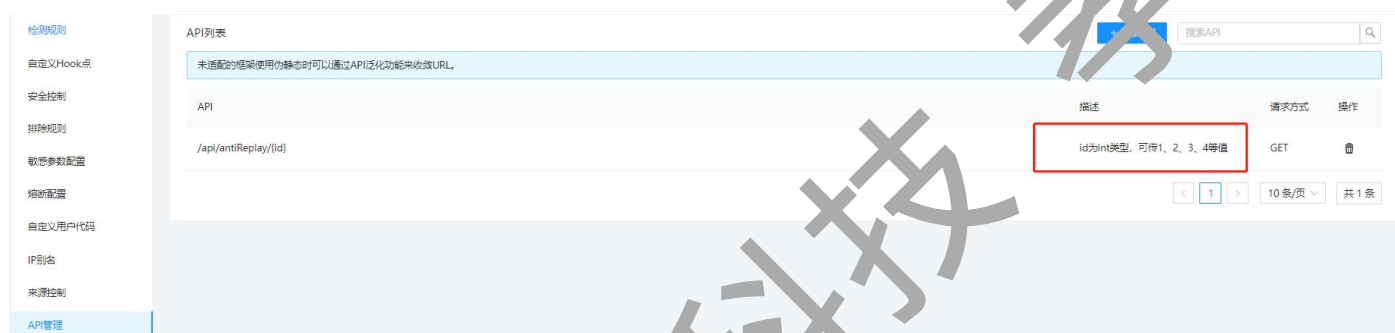 检测规则
自定义Hook点
安全控制
排除规则
敏感参数配置
熔断配置
自定义用户代码
IP别名
来源控制
API管理
API列表
搜索API
未适配的框架使用伪静态时可以通过API泛化功能来收敛URL。
API 描述 请求方式 操作
/api/antiReplay/{id} id为int类型，可传1、2、3、4等值 GET
< 1 > 10 条/页 共 1 条
科技